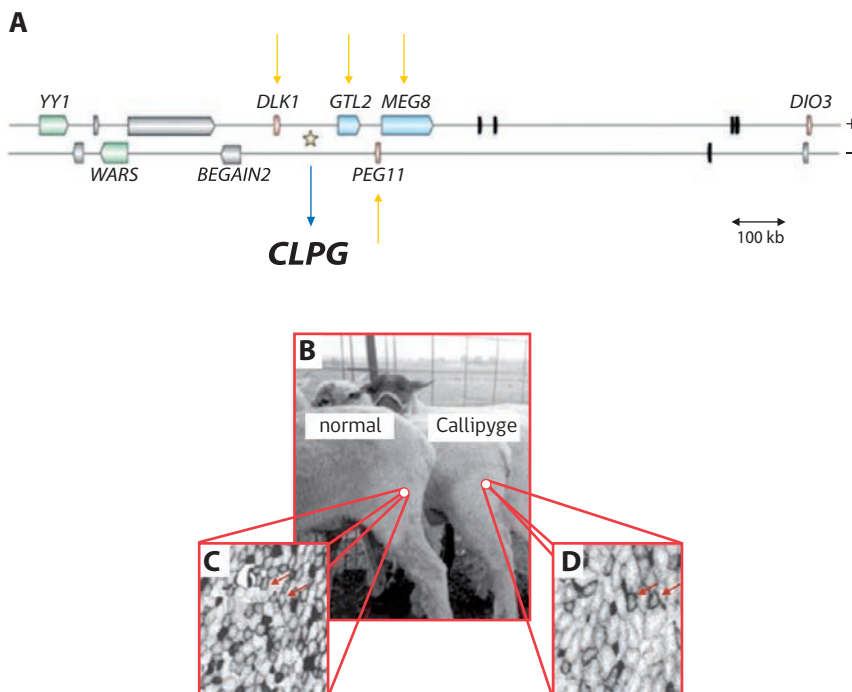 A
YY1 DLK1 GTL2 MEG8 DIO3
+
–
WARS BEGAIN2 PEG11
100 kb
CLPG
B
normal Callipyge
C
D